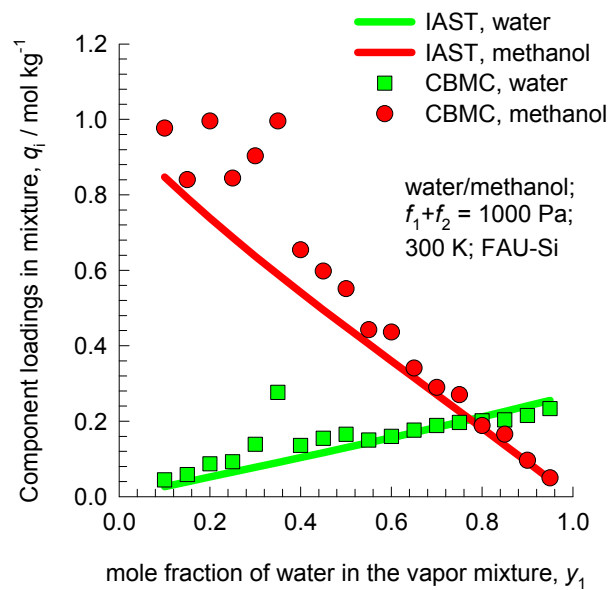 IAST, water
IAST, methanol
CBMC, water
CBMC, methanol
water/methanol;
f₁+f₂ = 1000 Pa;
300 K; FAU-Si
Component loadings in mixture, qᵢ / mol kg⁻¹
1.2
1.0
0.8
0.6
0.4
0.2
0.0
0.0 0.2 0.4 0.6 0.8 1.0
mole fraction of water in the vapor mixture, y₁